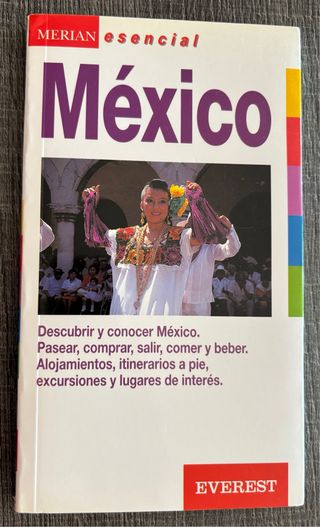 MERIAN esencial
México
Descubrir y conocer México.
Pasear, comprar, salir, comer y beber.
Alojamientos, itinerarios a pie,
excursiones y lugares de interés.
EVEREST